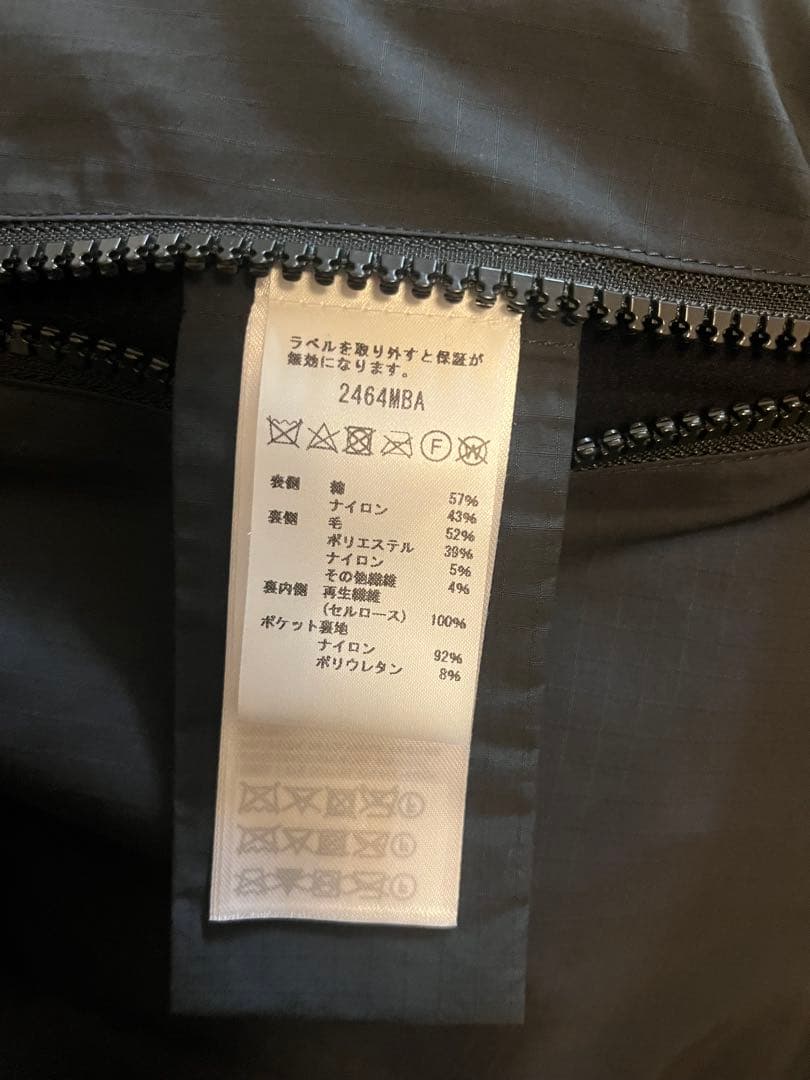 ラベルを取り外すと保証が
無効になります。
2464MBA
F W
表側 綿 57%
ナイロン 43%
裏側 毛 52%
ポリエステル 39%
ナイロン 5%
その他繊維 4%
裏内側 再生繊維
(セルロース) 100%
ポケット裏地
ナイロン 92%
ポリウレタン 8%